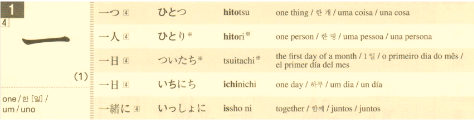 1
4]
一
(1)
one / 한 [일] /
um / uno
一つ 4 ひとつ hitotsu one thing / 한 개 / uma coisa / una cosa
一人 4 ひとり※ hitori※ one person / 한 명 / uma pessoa / una persona
一日 4 ついたち※ tsuitachi※ the first day of a month / 1일 / o primeiro dia do mês /
el primer día del mes
一日 4 いちにち ichinichi one day / 하루 / um dia / un día
一緒に 4 いっしょに issho ni together / 함께 / juntos / juntos